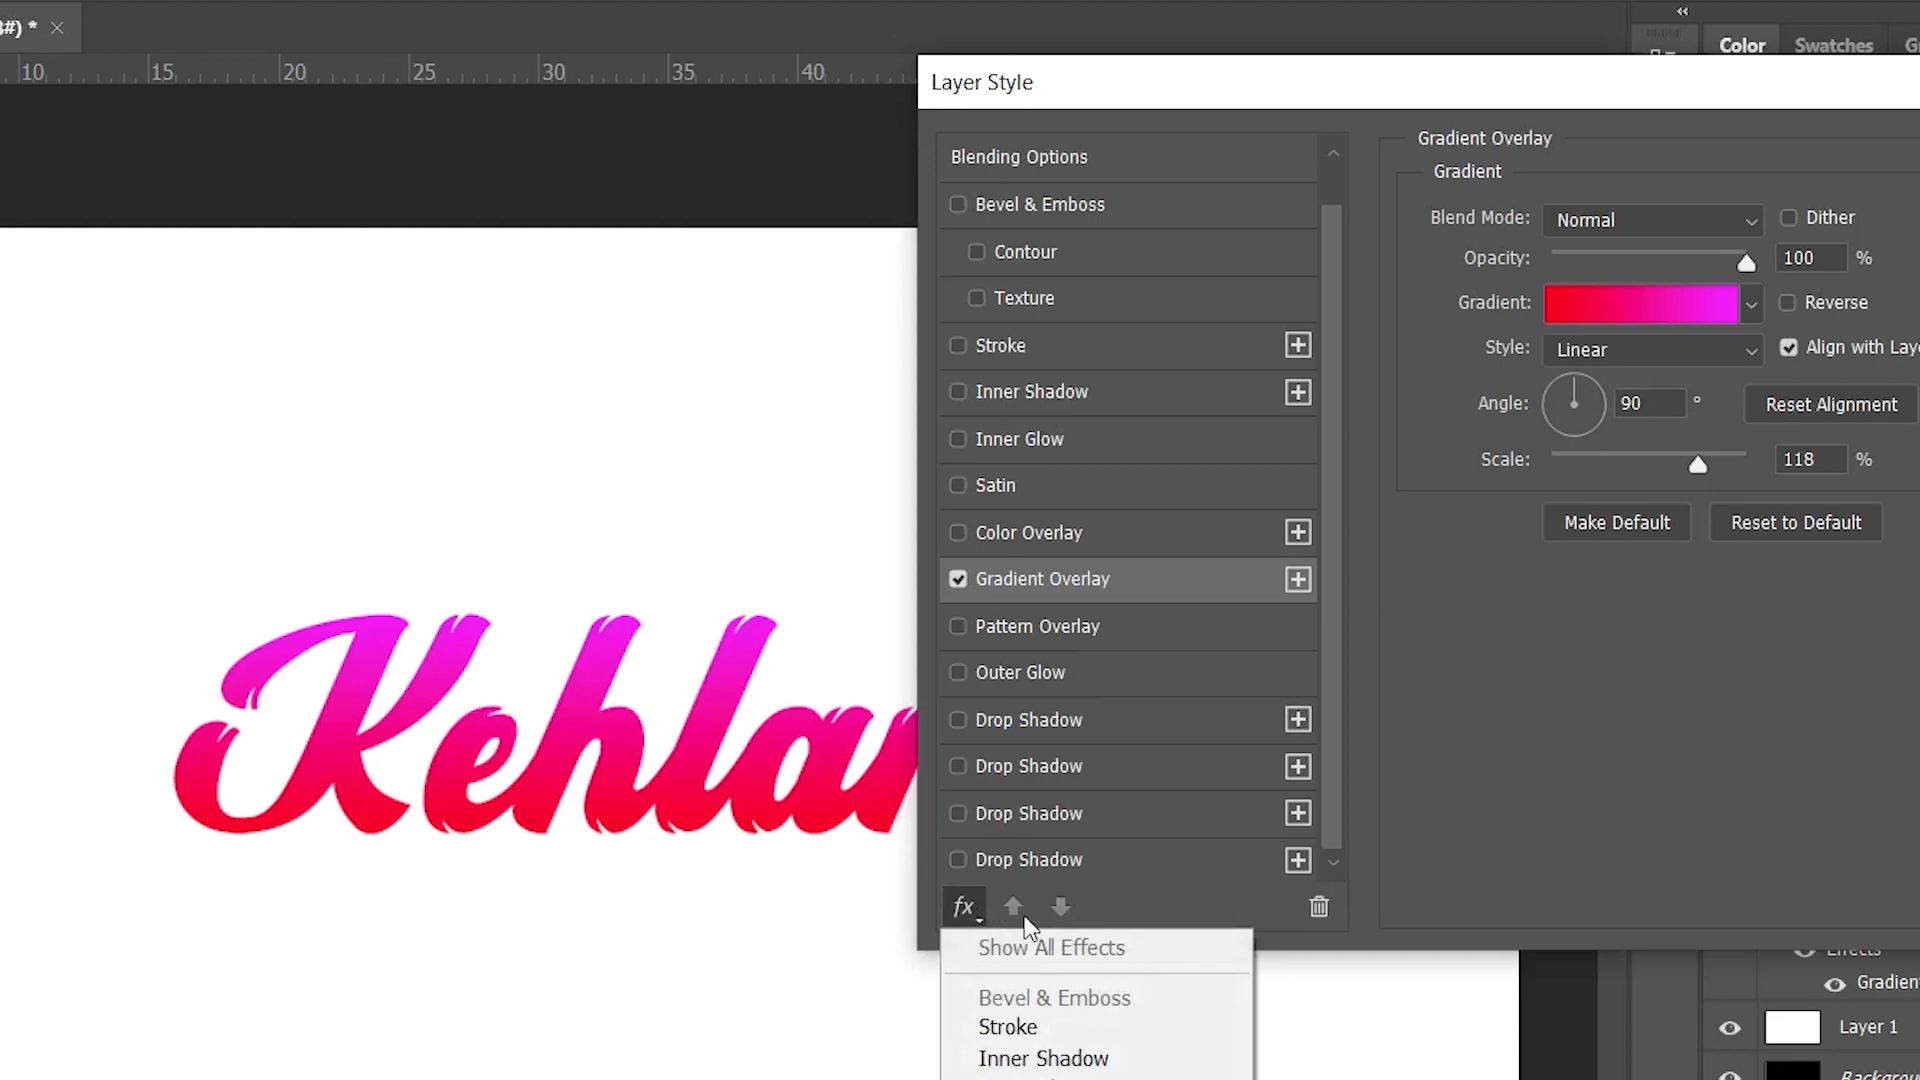 #) *
10 15 20 25 30 35 40
Color Swatches
Layer Style
Blending Options
Bevel & Emboss
Contour
Texture
Stroke
Inner Shadow
Inner Glow
Satin
Color Overlay
Gradient Overlay
Pattern Overlay
Outer Glow
Drop Shadow
Drop Shadow
Drop Shadow
Drop Shadow
fx
Show All Effects
Bevel & Emboss
Stroke
Inner Shadow
Gradient Overlay
Gradient
Blend Mode: Normal Dither
Opacity: 100 %
Gradient: Reverse
Style: Linear Align with Laye
Angle: 90 ° Reset Alignment
Scale: 118 %
Make Default Reset to Default
Kehlan
Effects
Gradien
Layer 1